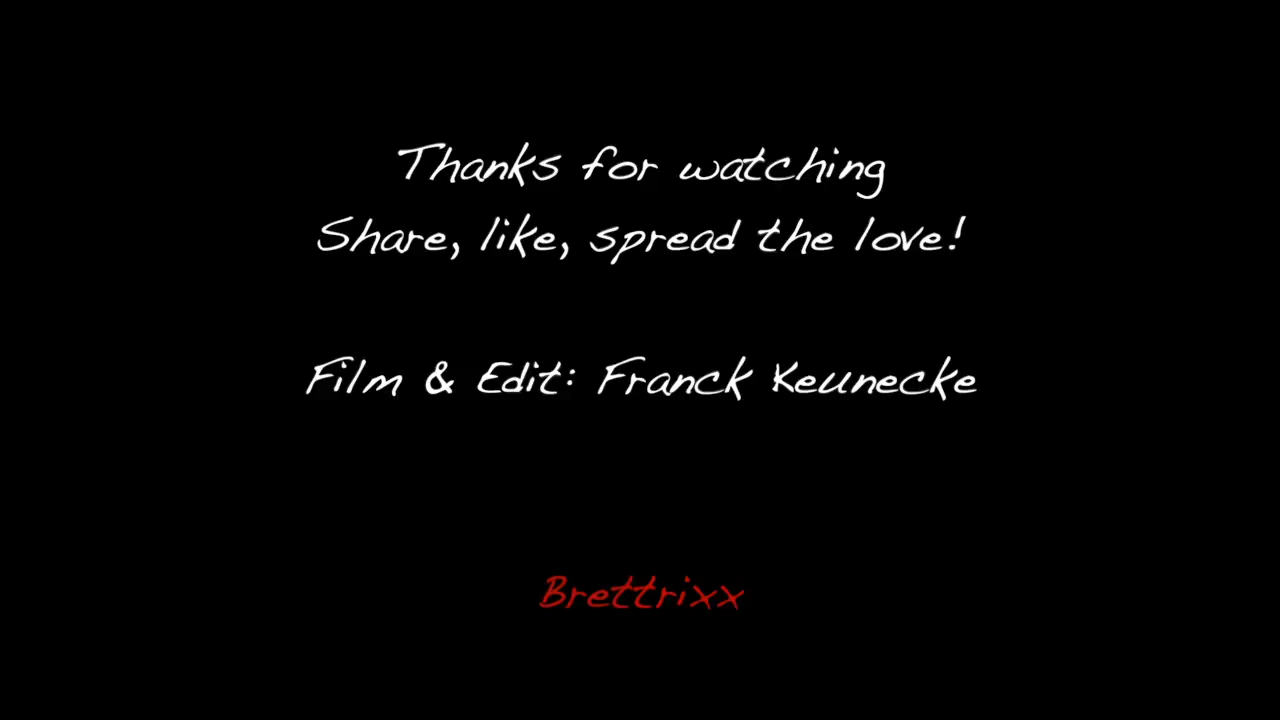 Thanks for watching
Share, like, spread the love!
Film & Edit: Franck Keunecke
Brettrixx